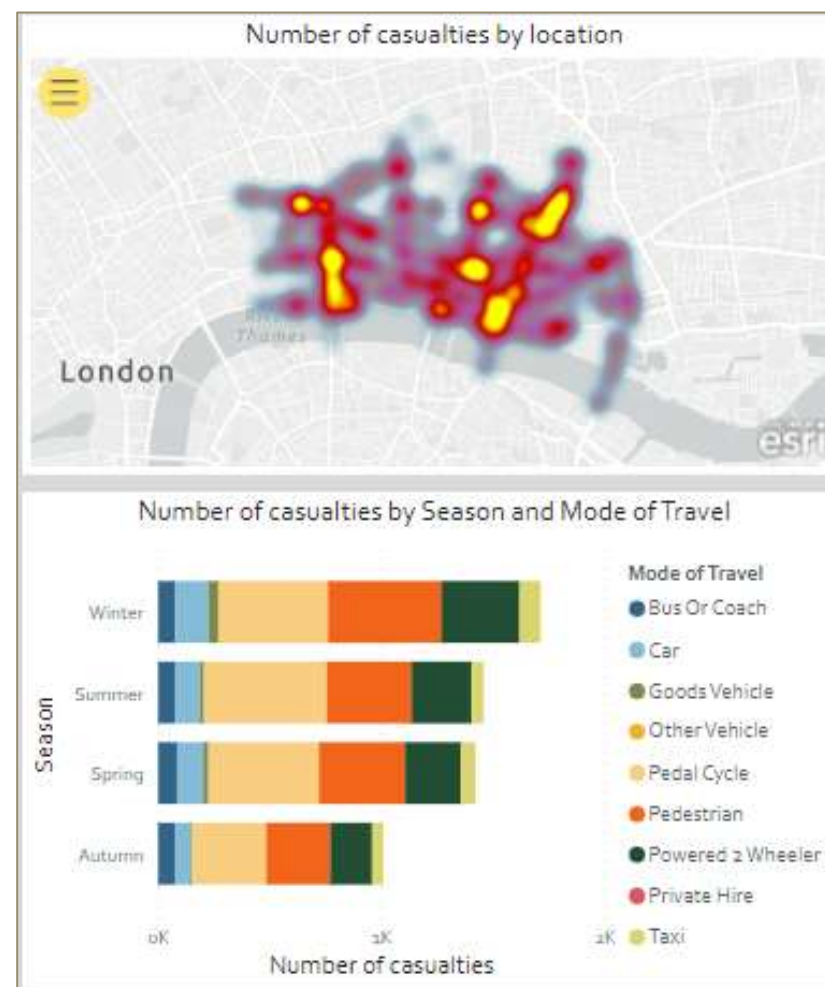 Number of casualties by location
Thames
London
esri
Number of casualties by Season and Mode of Travel
Mode of Travel
Bus Or Coach
Car
Goods Vehicle
Other Vehicle
Pedal Cycle
Pedestrian
Powered 2 Wheeler
Private Hire
Taxi
Season
Winter
Summer
Spring
Autumn
0K
1K
2K
Number of casualties